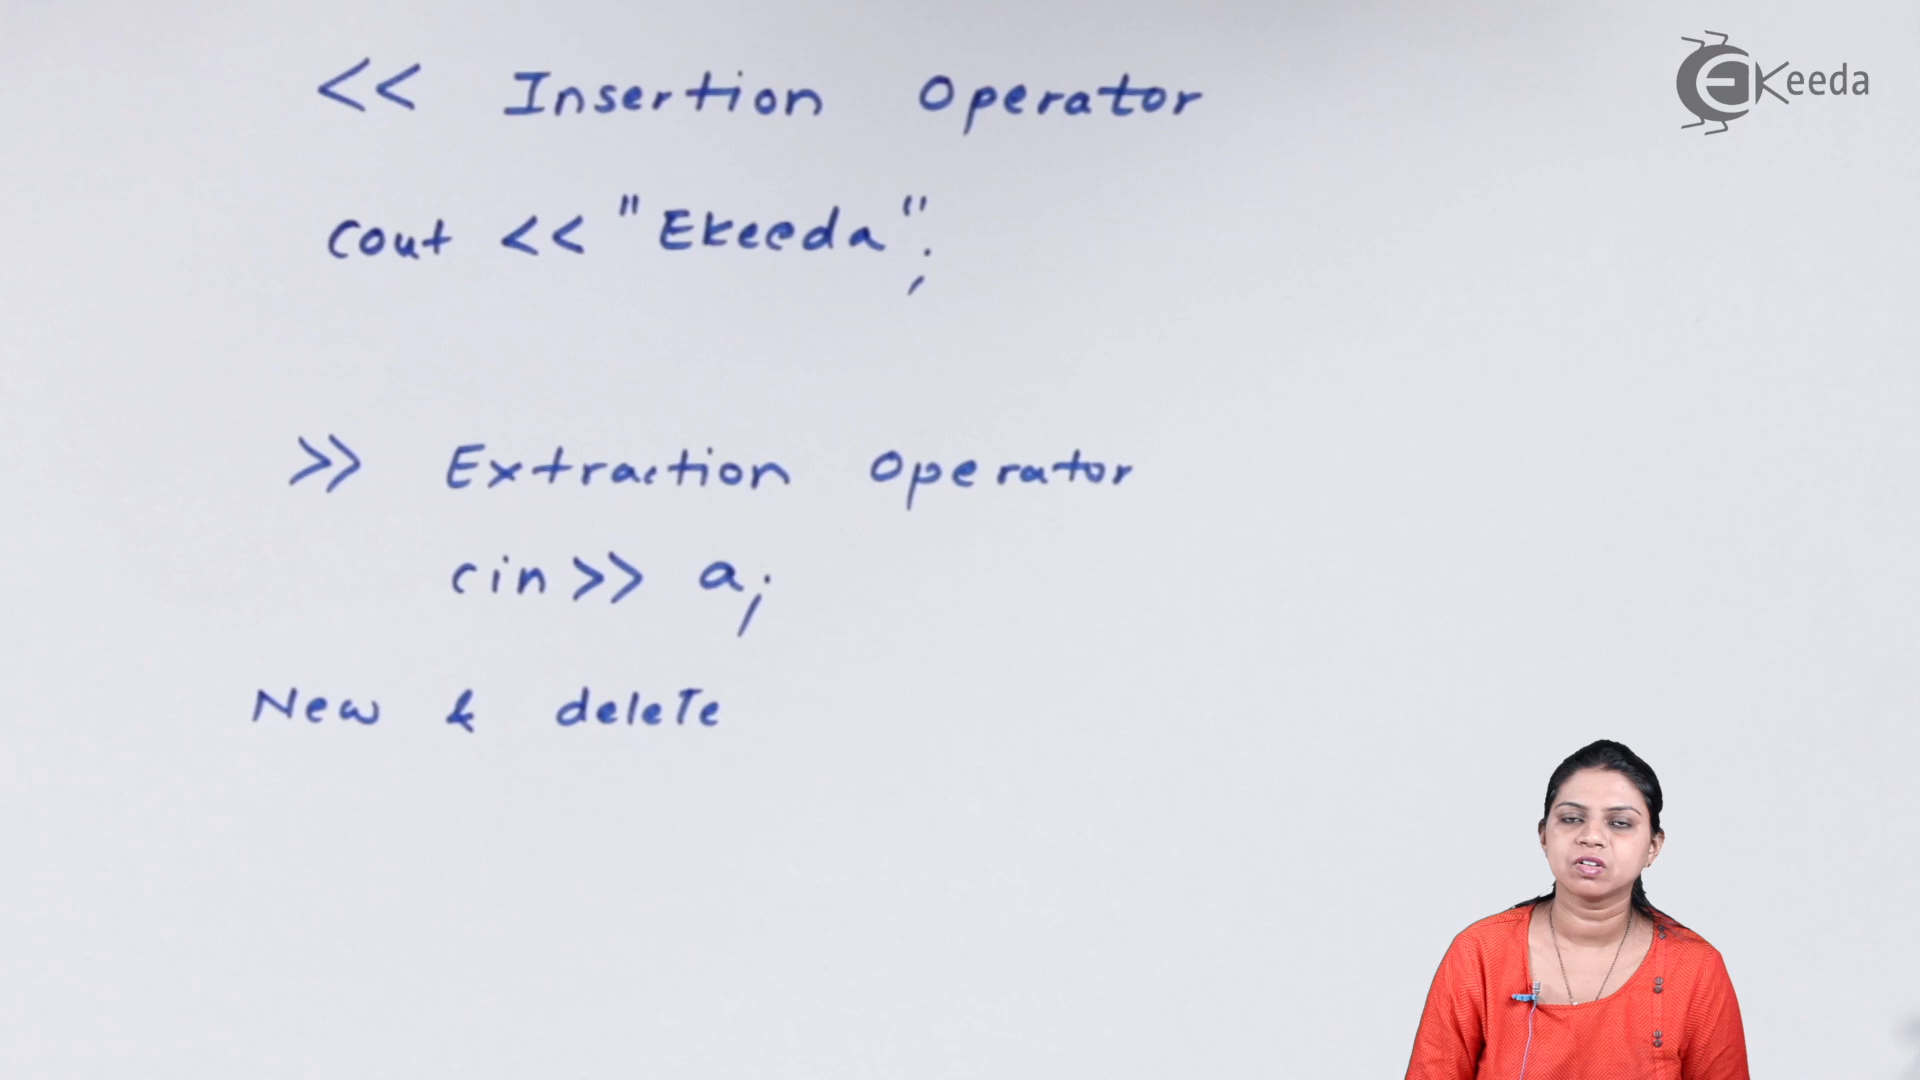 << Insertion Operator
EKeeda
cout << "Ekeeda";
>> Extraction Operator
cin >> a;
New & delete